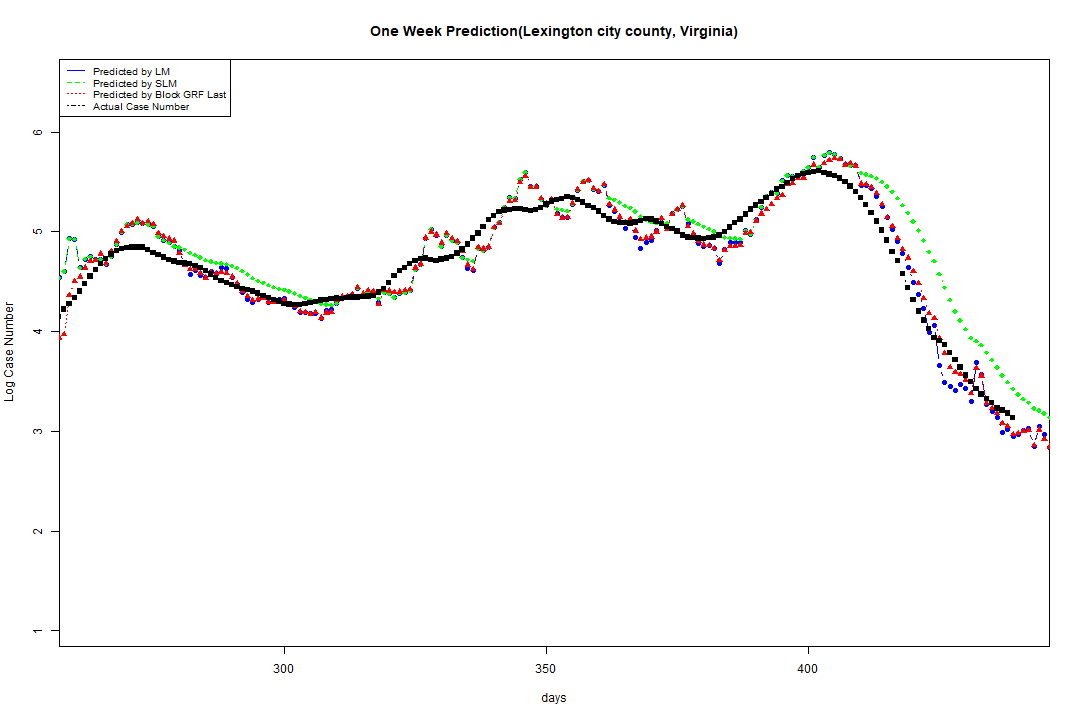 One Week Prediction(Lexington city county, Virginia)
Predicted by LM
Predicted by SLM
Predicted by Block GRF Last
Actual Case Number
6
5
4
3
2
1
Log Case Number
300 350 400
days